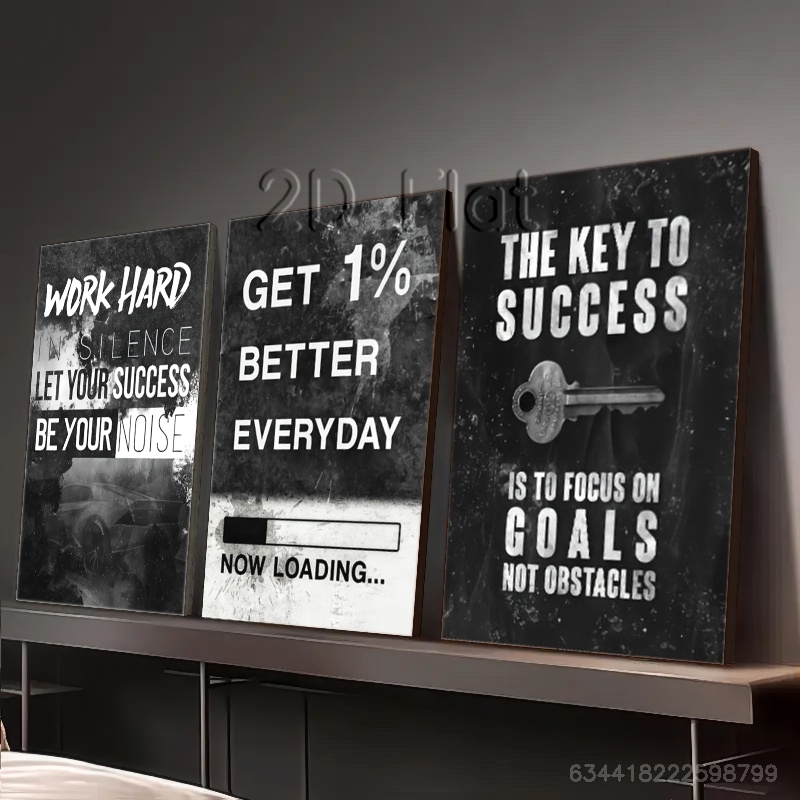 2D Flat
WORK HARD
IN SILENCE
LET YOUR SUCCESS
BE YOUR NOISE
GET 1%
BETTER
EVERYDAY
NOW LOADING...
THE KEY TO
SUCCESS
IS TO FOCUS ON
GOALS
NOT OBSTACLES
634418222598799